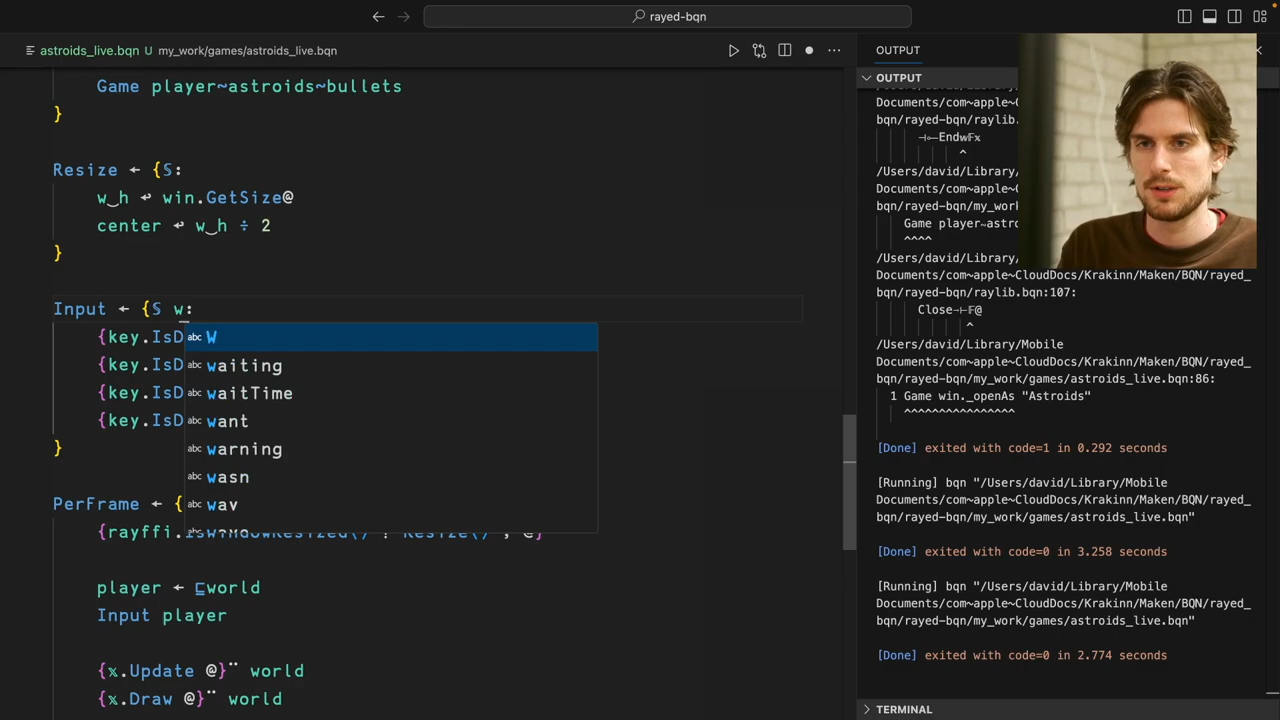 rayed-bqn
astroids_live.bqn U my_work/games/astroids_live.bqn
Game player~astroids~bullets
}
Resize ← {𝕊:
w‿h ↩ win.GetSize@
center ↩ w‿h ÷ 2
}
Input ← {𝕊 w:
{key.IsD
{key.IsD
{key.IsD
{key.IsD
}
abc W
abc waiting
abc waitTime
abc want
abc warning
abc wasn
abc wav
PerFrame ← {
player ← ⊑world
Input player
{𝕩.Update @}¨ world
{𝕩.Draw @}¨ world
OUTPUT
OUTPUT
Documents/com~apple~C
bqn/rayed-bqn/raylib.
⊣⟜End𝕨𝔽𝕩
^
/Users/david/Library/
Documents/com~apple~C
bqn/rayed-bqn/my_work
Game player~astro
^^^^
/Users/david/Library/
Documents/com~apple~CloudDocs/Krakinn/Maken/BQN/rayed_
bqn/rayed-bqn/raylib.bqn:107:
Close⊸⊢𝔽@
^
/Users/david/Library/Mobile
Documents/com~apple~CloudDocs/Krakinn/Maken/BQN/rayed_
bqn/rayed-bqn/my_work/games/astroids_live.bqn:86:
1 Game win._openAs "Astroids"
^^^^^^^^^^^^^^^^
[Done] exited with code=1 in 0.292 seconds
[Running] bqn "/Users/david/Library/Mobile
Documents/com~apple~CloudDocs/Krakinn/Maken/BQN/rayed_
bqn/rayed-bqn/my_work/games/astroids_live.bqn"
[Done] exited with code=0 in 3.258 seconds
[Running] bqn "/Users/david/Library/Mobile
Documents/com~apple~CloudDocs/Krakinn/Maken/BQN/rayed_
bqn/rayed-bqn/my_work/games/astroids_live.bqn"
[Done] exited with code=0 in 2.774 seconds
TERMINAL